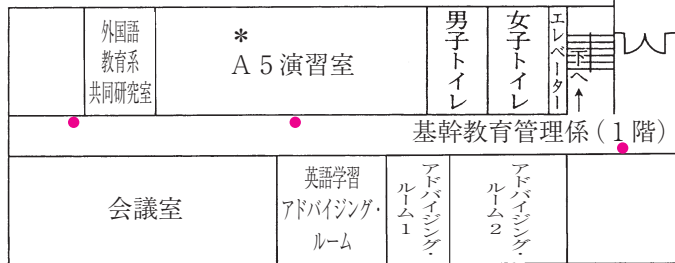 外国語
教育系
共同研究室
*
A5演習室
男子トイレ
女子トイレ
エレベーター
下へ→
基幹教育管理係(1階)
会議室
英語学習
アドバイジング・
ルーム
アドバイジング・
ルーム1
アドバイジング・
ルーム2